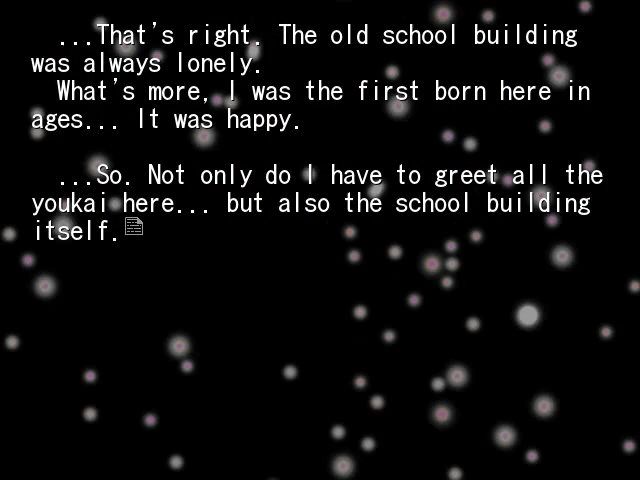 ...That's right. The old school building
was always lonely.
What's more, I was the first born here in
ages... It was happy.
...So. Not only do I have to greet all the
youkai here... but also the school building
itself.